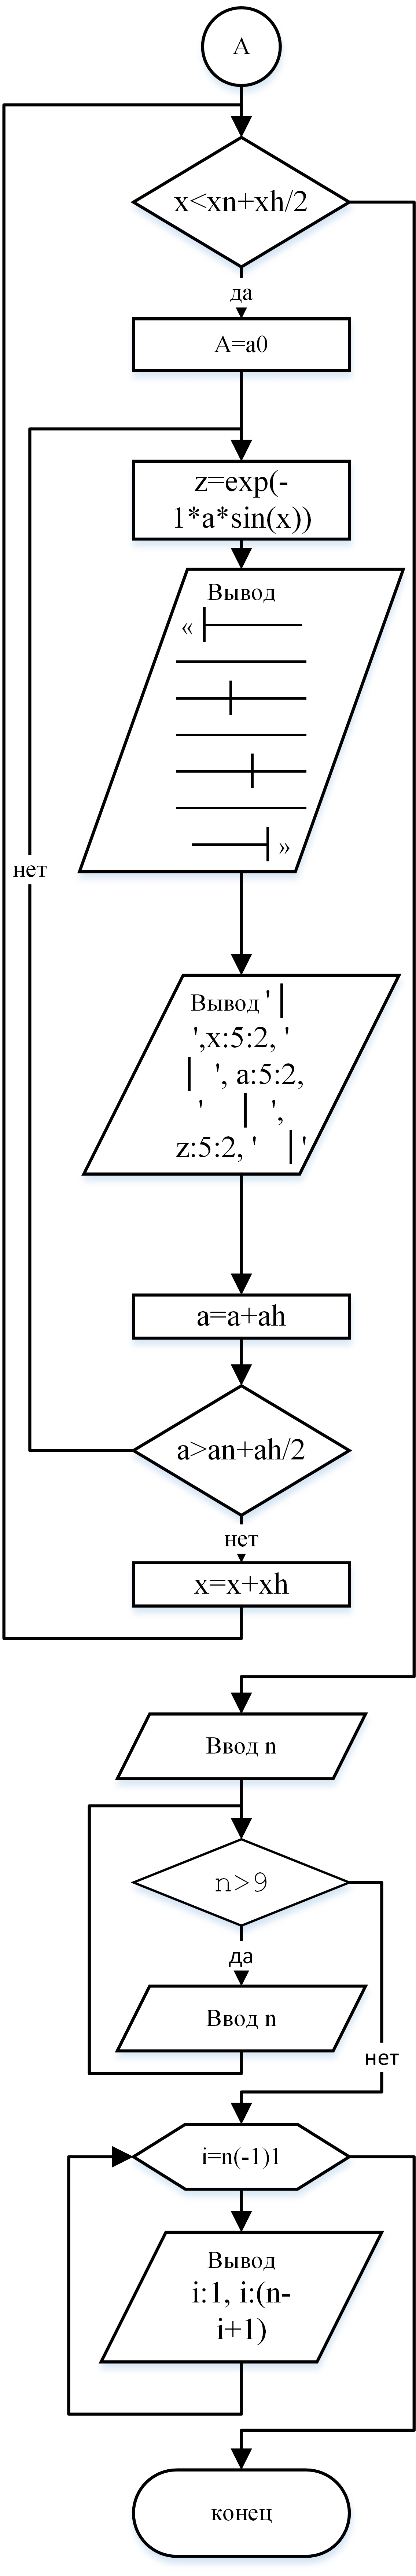 A
x<xn+xh/2
да
A=a0
z=exp(-
1*a*sin(x))
Вывод
«
»
нет
Вывод '|
',x:5:2, '
| ', a:5:2,
' | ',
z:5:2, ' |'
a=a+ah
a>an+ah/2
нет
x=x+xh
Ввод n
n>9
да
Ввод n
нет
i=n(-1)1
Вывод
i:1, i:(n-
i+1)
конец